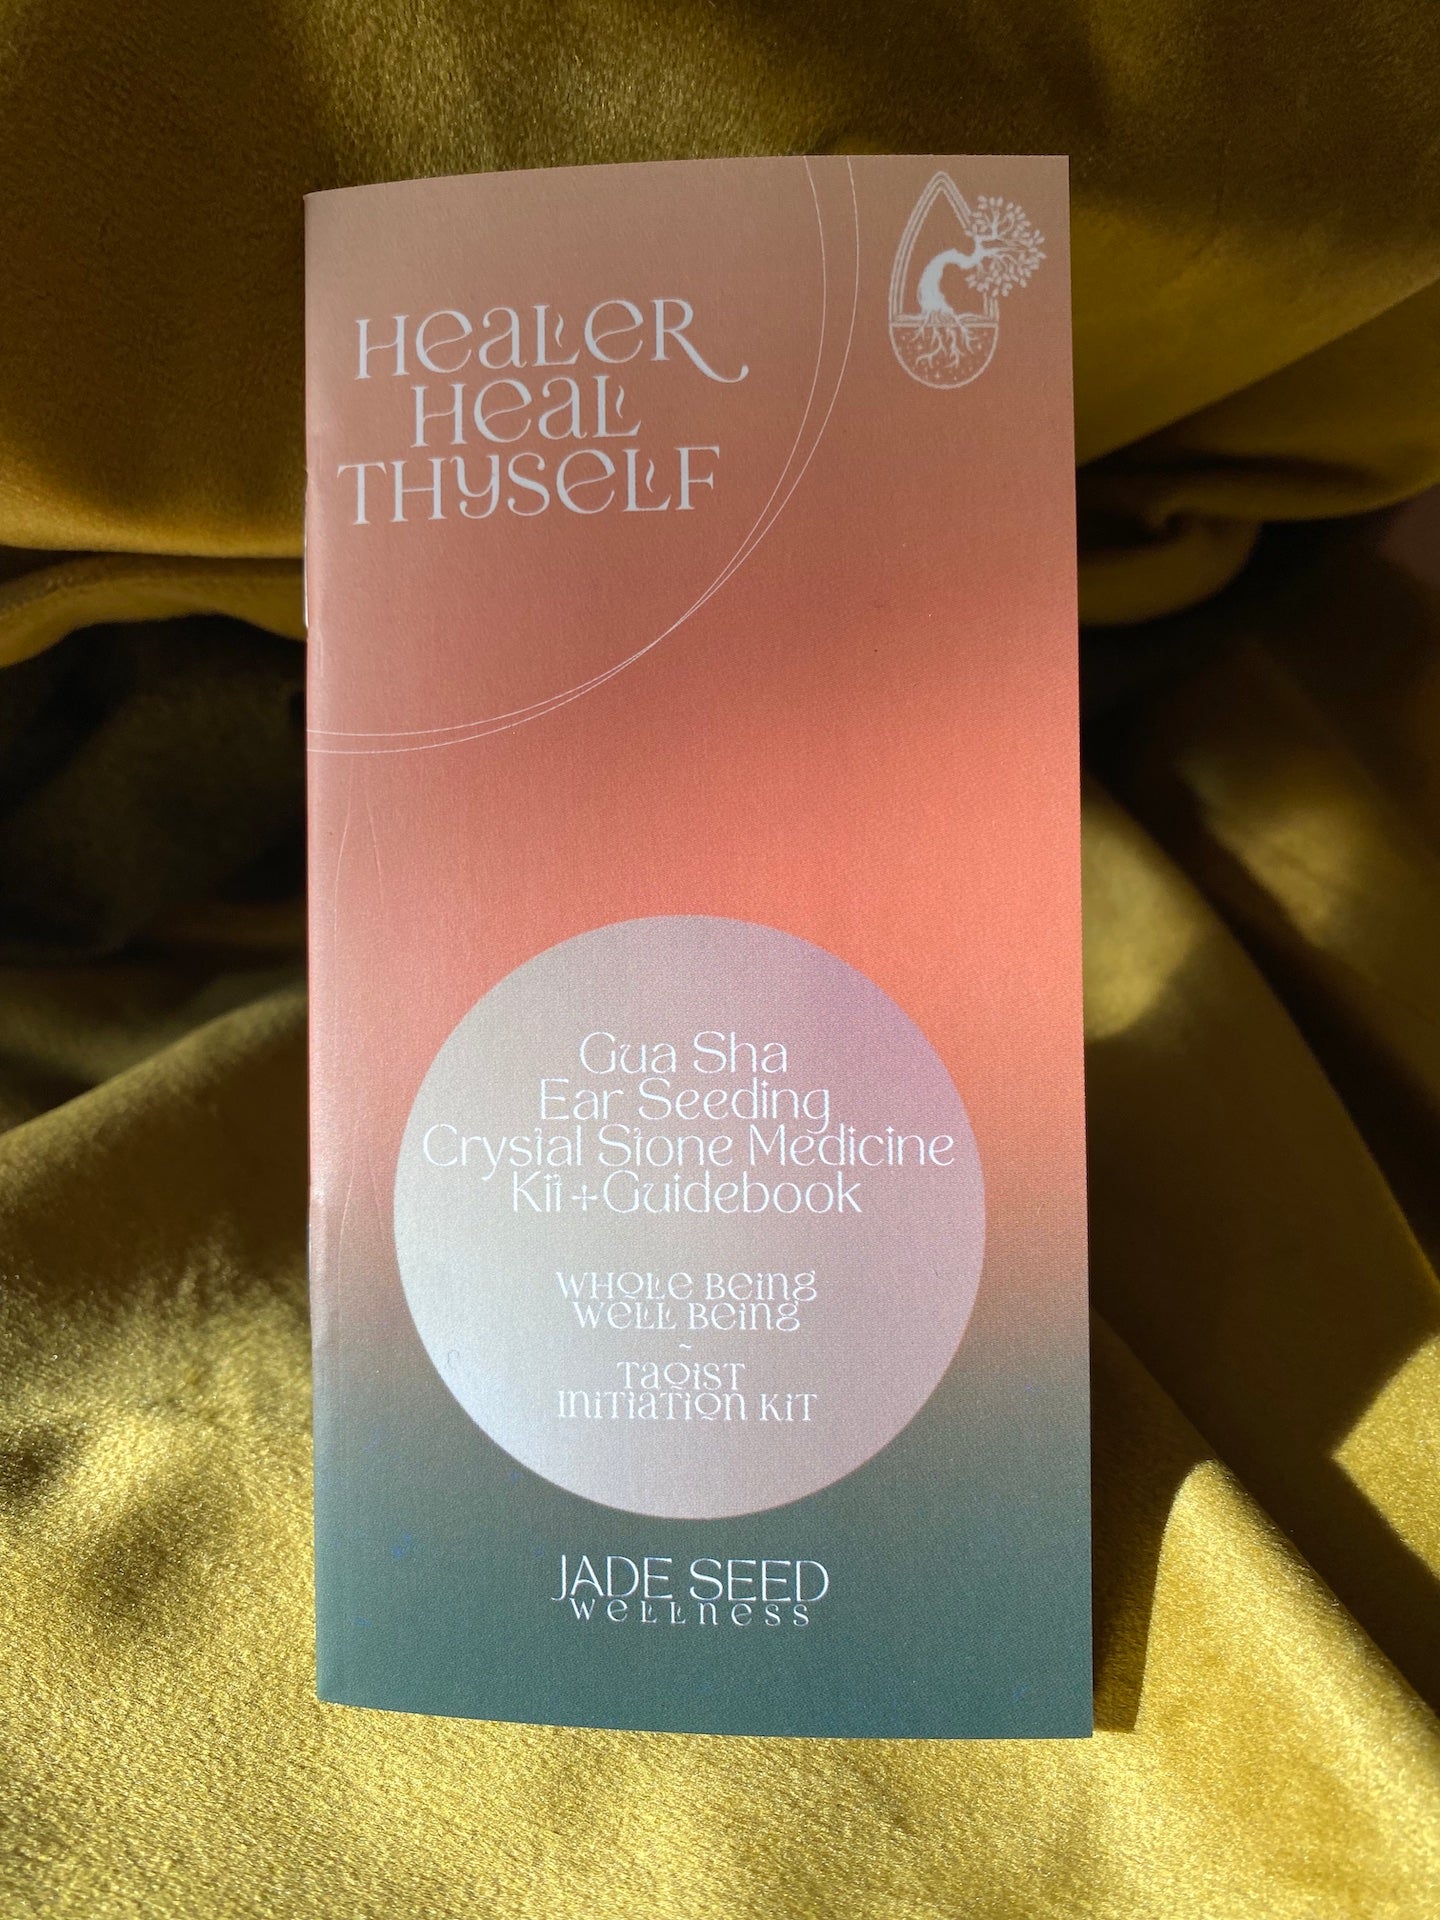 HEALER
HEAL
THYSELF
Gua Sha
Ear Seeding
Crystal Stone Medicine
Kit+Guidebook
WHOLE BEING
WELL BEING
~
TAOIST
INITIATION KIT
JADE SEED
WELLNESS